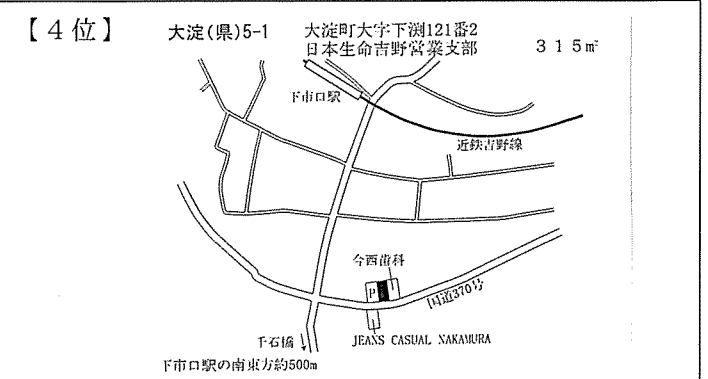 【4位】
大淀(県)5-1
大淀町大字下渕121番2
日本生命吉野営業支部
315㎡
下市口駅
近鉄吉野線
今西歯科
P
国道370号
千石橋
JEANS CASUAL NAKAMURA
下市口駅の南東方約500m